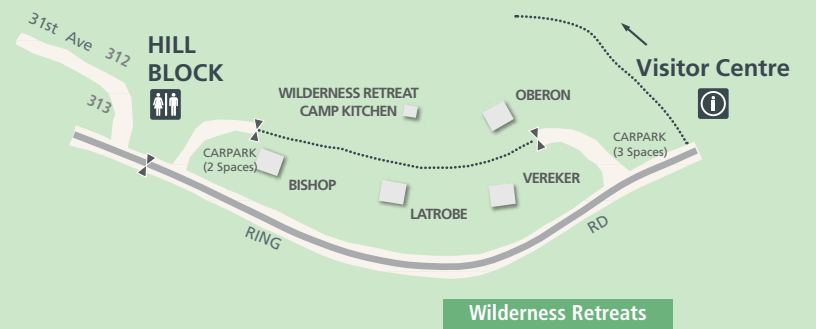 31st Ave 312
313
HILL
BLOCK
WILDERNESS RETREAT
CAMP KITCHEN
OBERON
Visitor Centre
i
CARPARK
(3 Spaces)
CARPARK
(2 Spaces)
BISHOP
LATROBE
VEREKER
RING
RD
Wilderness Retreats